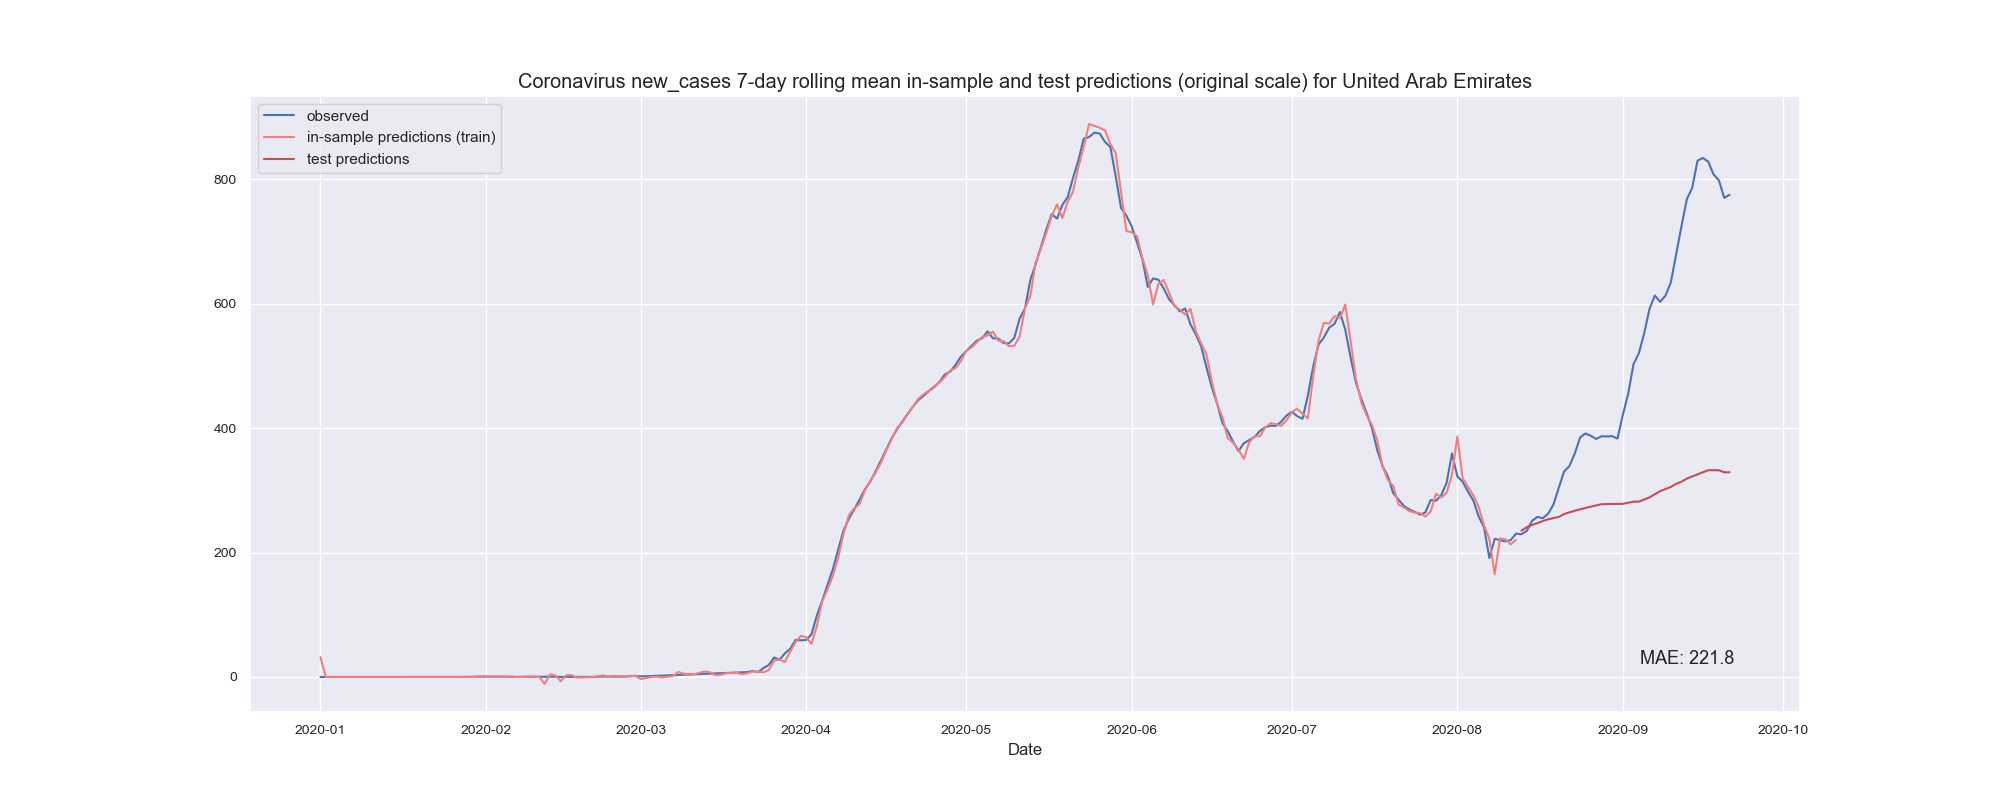 Coronavirus new_cases 7-day rolling mean in-sample and test predictions (original scale) for United Arab Emirates
observed
in-sample predictions (train)
test predictions
800
600
400
200
0
MAE: 221.8
2020-01 2020-02 2020-03 2020-04 2020-05 2020-06 2020-07 2020-08 2020-09 2020-10
Date